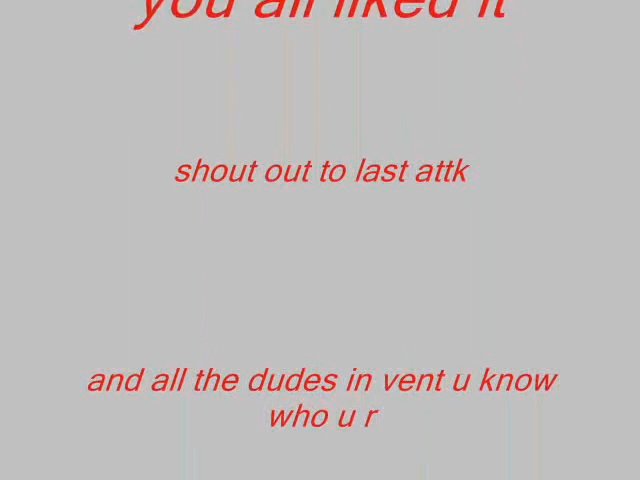 you all liked it
shout out to last attk
and all the dudes in vent u know
who u r